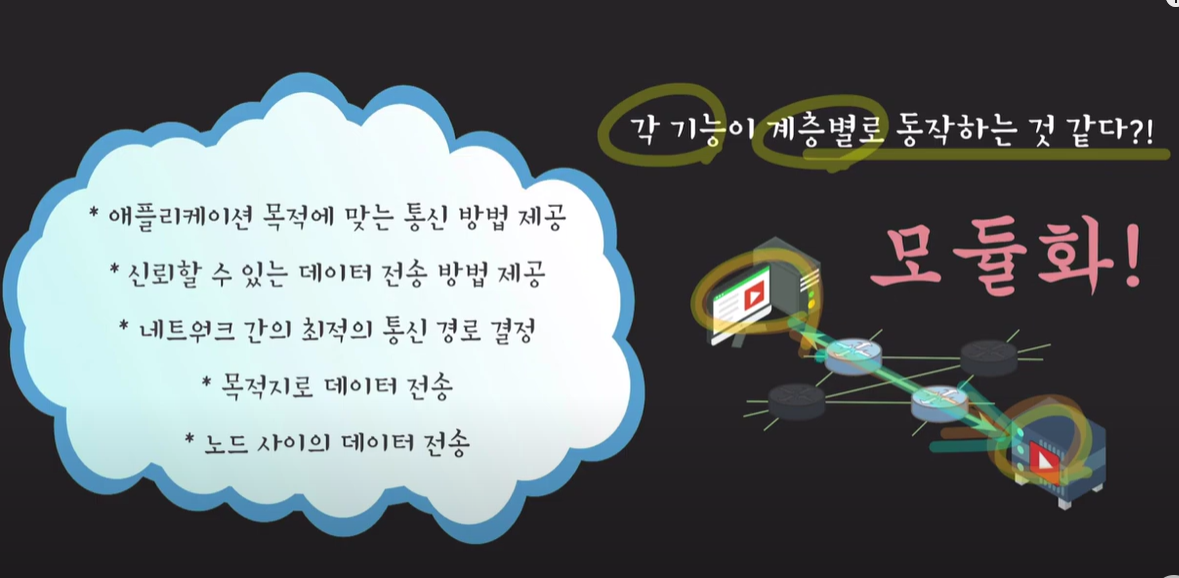 각 기능이 계층별로 동작하는 것 같다?!
모듈화!
* 애플리케이션 목적에 맞는 통신 방법 제공
* 신뢰할 수 있는 데이터 전송 방법 제공
* 네트워크 간의 최적의 통신 경로 결정
* 목적지로 데이터 전송
* 노드 사이의 데이터 전송